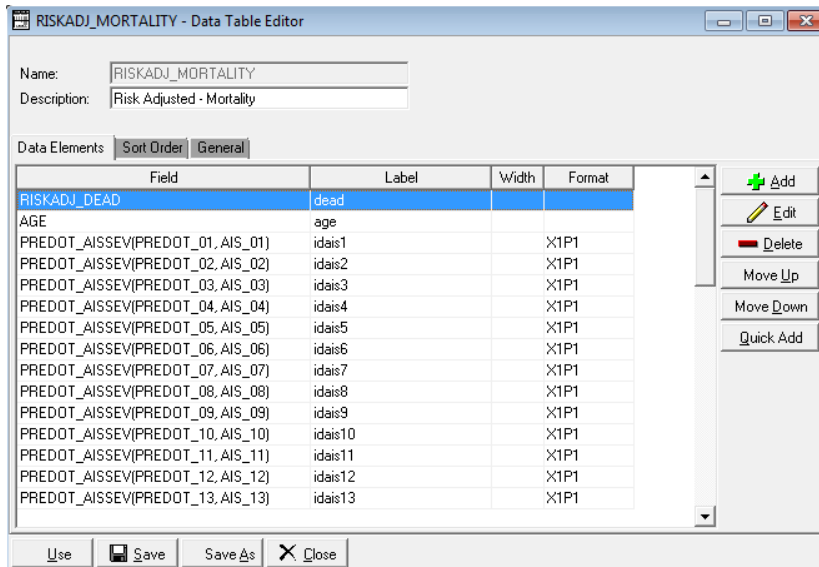 RISKADJ_MORTALITY - Data Table Editor
Name: RISKADJ_MORTALITY
Description: Risk Adjusted - Mortality
Data Elements Sort Order General
Field Label Width Format
RISKADJ_DEAD dead
AGE age
PREDOT_AISSEV(PREDOT_01, AIS_01) idais1 X1P1
PREDOT_AISSEV(PREDOT_02, AIS_02) idais2 X1P1
PREDOT_AISSEV(PREDOT_03, AIS_03) idais3 X1P1
PREDOT_AISSEV(PREDOT_04, AIS_04) idais4 X1P1
PREDOT_AISSEV(PREDOT_05, AIS_05) idais5 X1P1
PREDOT_AISSEV(PREDOT_06, AIS_06) idais6 X1P1
PREDOT_AISSEV(PREDOT_07, AIS_07) idais7 X1P1
PREDOT_AISSEV(PREDOT_08, AIS_08) idais8 X1P1
PREDOT_AISSEV(PREDOT_09, AIS_09) idais9 X1P1
PREDOT_AISSEV(PREDOT_10, AIS_10) idais10 X1P1
PREDOT_AISSEV(PREDOT_11, AIS_11) idais11 X1P1
PREDOT_AISSEV(PREDOT_12, AIS_12) idais12 X1P1
PREDOT_AISSEV(PREDOT_13, AIS_13) idais13 X1P1
Add
Edit
Delete
Move Up
Move Down
Quick Add
Use Save Save As Close